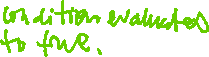 condition evaluated
to true.